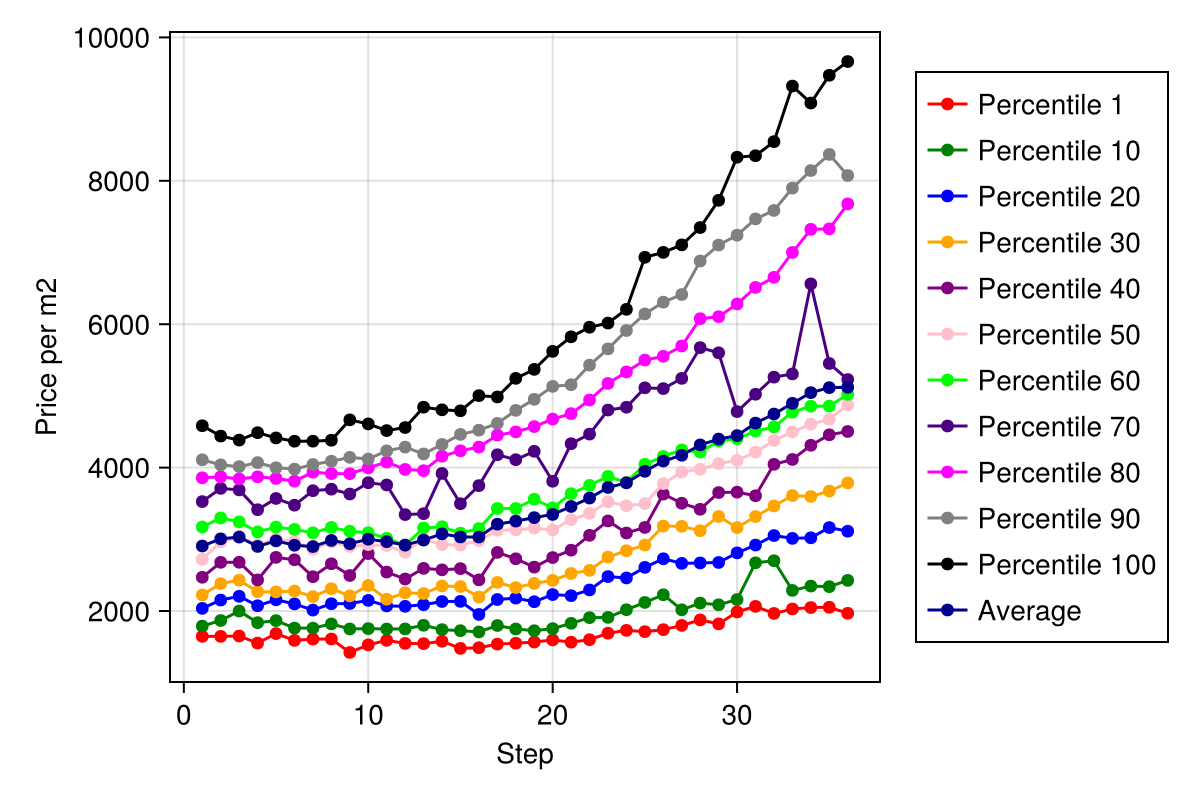 10000
8000
6000
4000
2000
Price per m2
0 10 20 30
Step
Percentile 1
Percentile 10
Percentile 20
Percentile 30
Percentile 40
Percentile 50
Percentile 60
Percentile 70
Percentile 80
Percentile 90
Percentile 100
Average